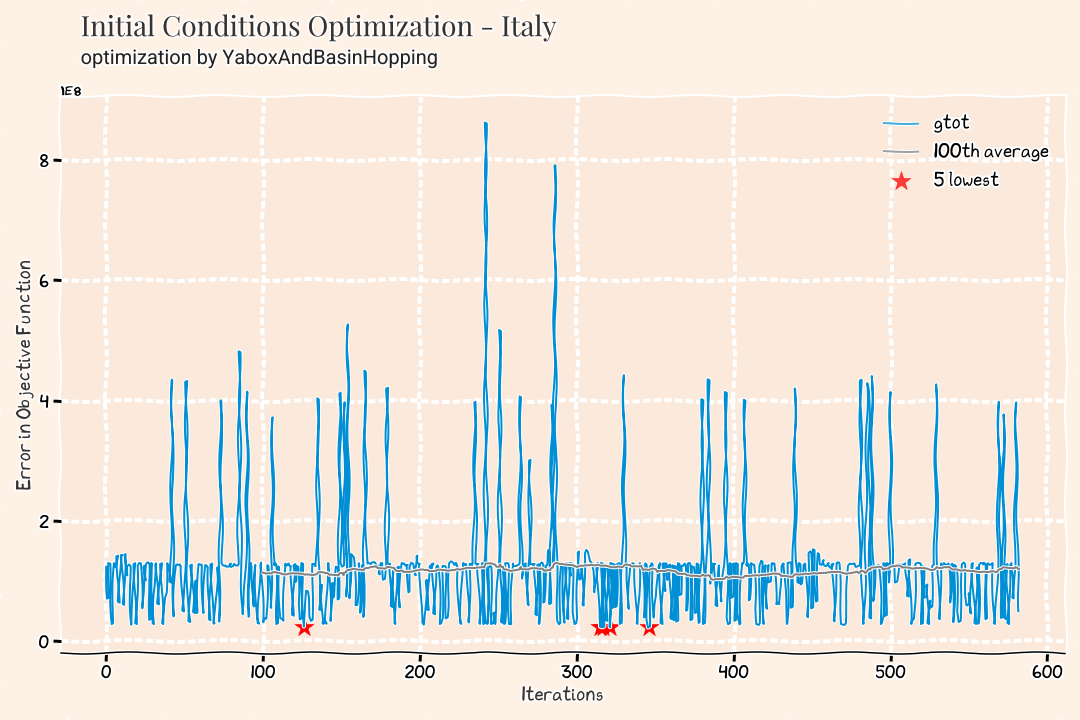 Initial Conditions Optimization - Italy
optimization by YaboxAndBasinHopping
1E8
gtot
100th average
5 lowest
8
6
4
2
0
Error in Objective Function
0 100 200 300 400 500 600
Iterations